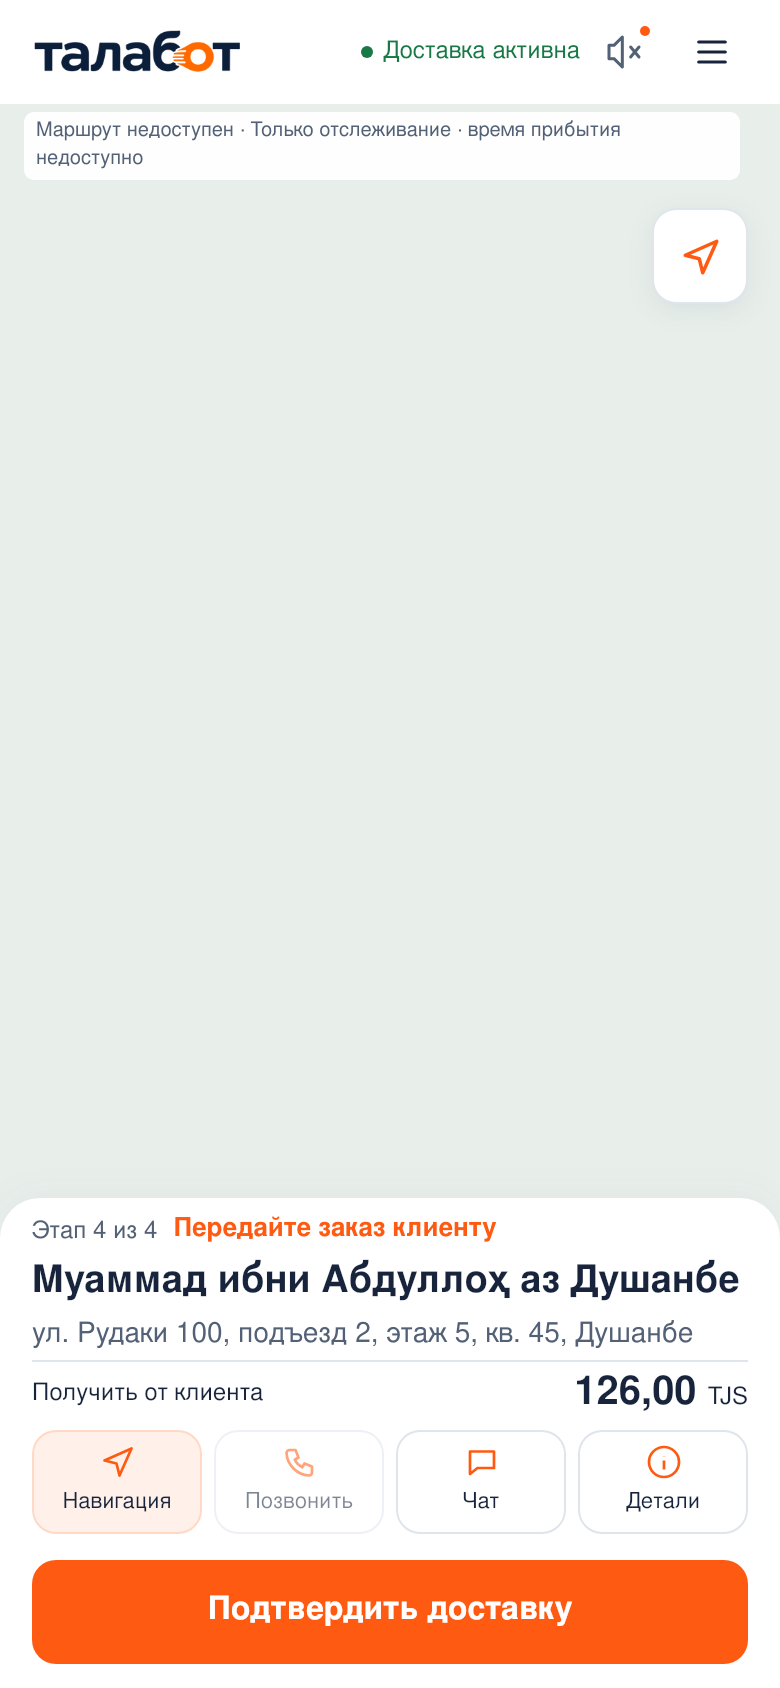 талабот
Доставка активна
Маршрут недоступен · Только отслеживание · время прибытия
недоступно
Этап 4 из 4 Передайте заказ клиенту
Муаммад ибни Абдуллоҳ аз Душанбе
ул. Рудаки 100, подъезд 2, этаж 5, кв. 45, Душанбе
Получить от клиента 126,00 TJS
Навигация Позвонить Чат Детали
Подтвердить доставку